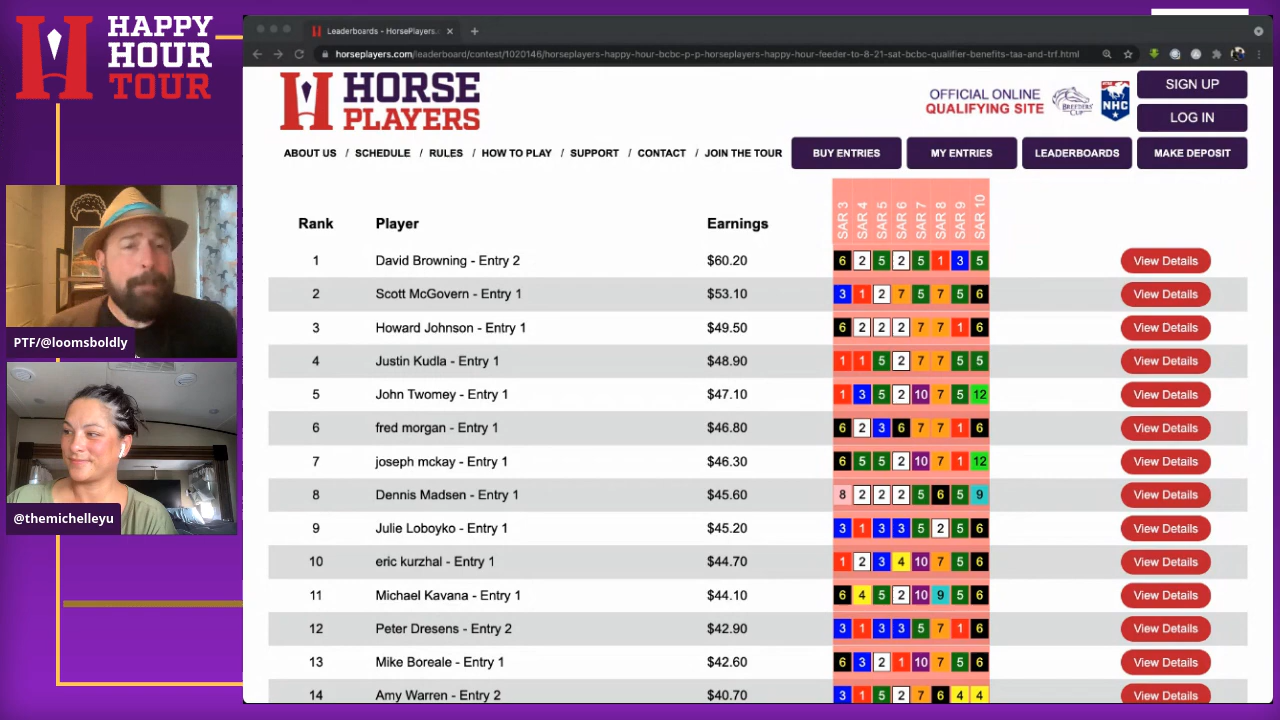 HAPPY
HOUR
TOUR
PTF/@loomsboldly
@themichelleyu
Leaderboards - HorsePlayers.
horseplayers.com/leaderboard/contest/1020146/horseplayers-happy-hour-bcbc-p-p-horseplayers-happy-hour-feeder-to-8-21-sat-bcbc-qualifier-benefits-taa-and-trf.html
HORSE
PLAYERS
OFFICIAL ONLINE
QUALIFYING SITE
BREEDERS' CUP
NHC
SIGN UP
LOG IN
ABOUT US / SCHEDULE / RULES / HOW TO PLAY / SUPPORT / CONTACT / JOIN THE TOUR
BUY ENTRIES MY ENTRIES LEADERBOARDS MAKE DEPOSIT
Rank Player Earnings SAR 3 SAR 4 SAR 5 SAR 6 SAR 7 SAR 8 SAR 9 SAR 10
1 David Browning - Entry 2 $60.20 6 2 5 2 5 1 3 5 View Details
2 Scott McGovern - Entry 1 $53.10 3 1 2 7 5 7 5 6 View Details
3 Howard Johnson - Entry 1 $49.50 6 2 2 2 7 7 1 6 View Details
4 Justin Kudla - Entry 1 $48.90 1 1 5 2 7 7 5 5 View Details
5 John Twomey - Entry 1 $47.10 1 3 5 2 10 7 5 12 View Details
6 fred morgan - Entry 1 $46.80 6 2 3 6 7 7 1 6 View Details
7 joseph mckay - Entry 1 $46.30 6 5 5 2 10 7 1 12 View Details
8 Dennis Madsen - Entry 1 $45.60 8 2 2 2 5 6 5 9 View Details
9 Julie Loboyko - Entry 1 $45.20 3 1 3 3 5 2 5 6 View Details
10 eric kurzhal - Entry 1 $44.70 1 2 3 4 10 7 5 6 View Details
11 Michael Kavana - Entry 1 $44.10 6 4 5 2 10 9 5 6 View Details
12 Peter Dresens - Entry 2 $42.90 3 1 3 3 5 7 1 6 View Details
13 Mike Boreale - Entry 1 $42.60 6 3 2 1 10 7 5 6 View Details
14 Amy Warren - Entry 2 $40.70 3 1 5 2 7 6 4 4 View Details